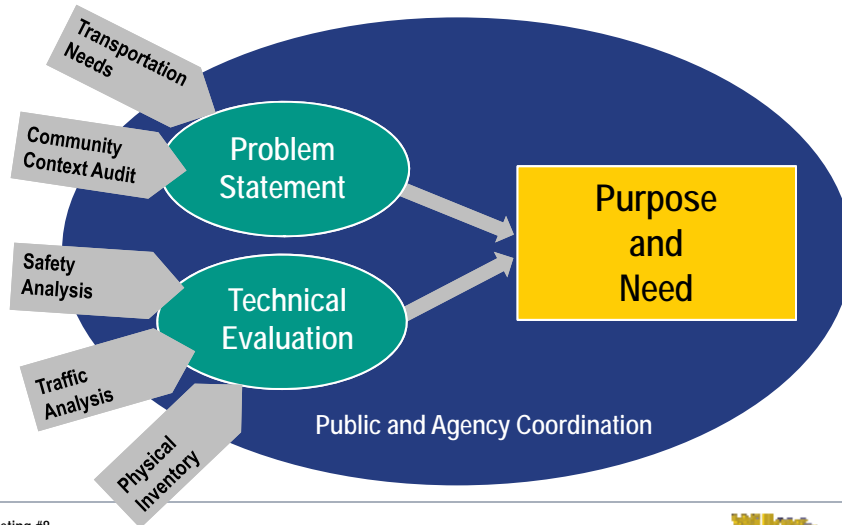 Transportation
Needs
Community
Context Audit
Problem
Statement
Safety
Analysis
Technical
Evaluation
Traffic
Analysis
Physical
Inventory
Purpose
and
Need
Public and Agency Coordination